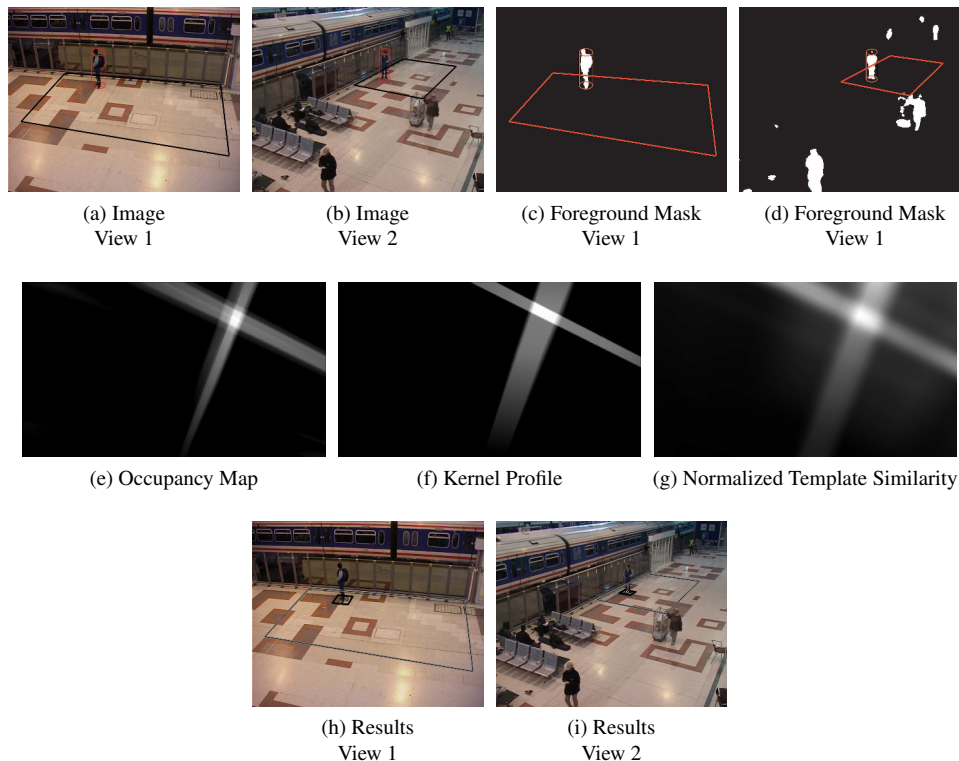 (a) Image
View 1
(b) Image
View 2
(c) Foreground Mask
View 1
(d) Foreground Mask
View 1
(e) Occupancy Map
(f) Kernel Profile
(g) Normalized Template Similarity
(h) Results
View 1
(i) Results
View 2